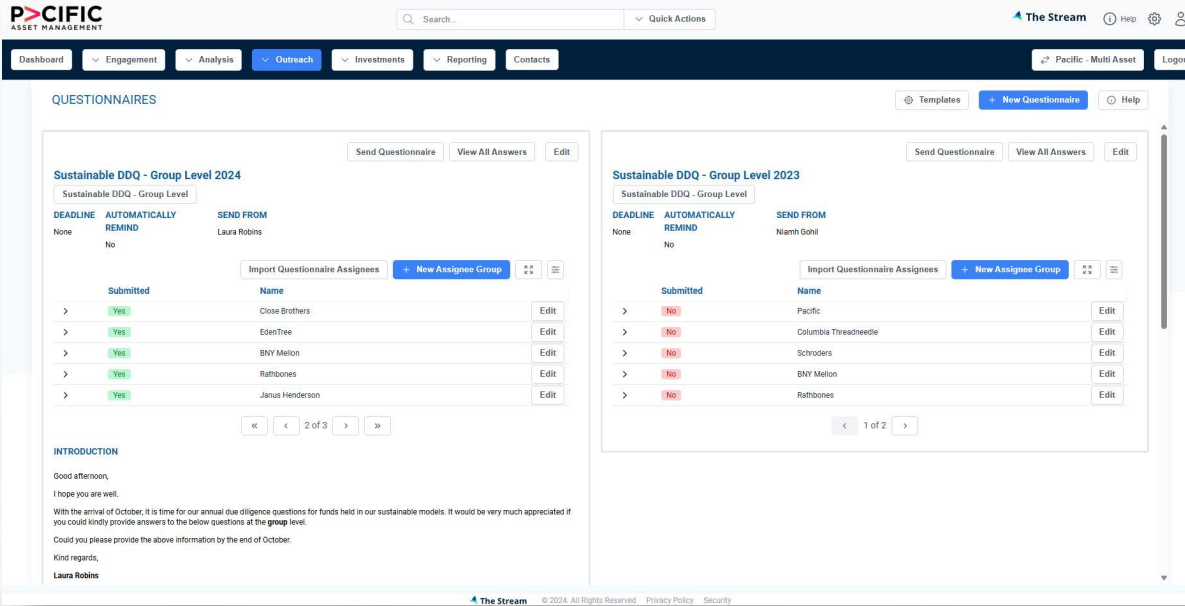 P>CIFIC
ASSET MANAGEMENT
Search...
Quick Actions
The Stream
Help
Dashboard
Engagement
Analysis
Outreach
Investments
Reporting
Contacts
Pacific - Multi Asset
Logou
QUESTIONNAIRES
Templates
+ New Questionnaire
Help
Send Questionnaire
View All Answers
Edit
Sustainable DDQ - Group Level 2024
Sustainable DDQ - Group Level
DEADLINE
AUTOMATICALLY
REMIND
SEND FROM
None
No
Laura Robins
Import Questionnaire Assignees
+ New Assignee Group
Submitted
Name
Yes
Close Brothers
Edit
Yes
EdenTree
Edit
Yes
BNY Mellon
Edit
Yes
Rathbones
Edit
Yes
Janus Henderson
Edit
« < 2 of 3 > »
INTRODUCTION
Good afternoon,
I hope you are well.
With the arrival of October, it is time for our annual due diligence questions for funds held in our sustainable models. It would be very much appreciated if
you could kindly provide answers to the below questions at the group level.
Could you please provide the above information by the end of October.
Kind regards,
Laura Robins
Send Questionnaire
View All Answers
Edit
Sustainable DDQ - Group Level 2023
Sustainable DDQ - Group Level
DEADLINE
AUTOMATICALLY
REMIND
SEND FROM
None
No
Niamh Gohil
Import Questionnaire Assignees
+ New Assignee Group
Submitted
Name
No
Pacific
Edit
No
Columbia Threadneedle
Edit
No
Schroders
Edit
No
BNY Mellon
Edit
No
Rathbones
Edit
< 1 of 2 >
The Stream
© 2024. All Rights Reserved
Privacy Policy
Security